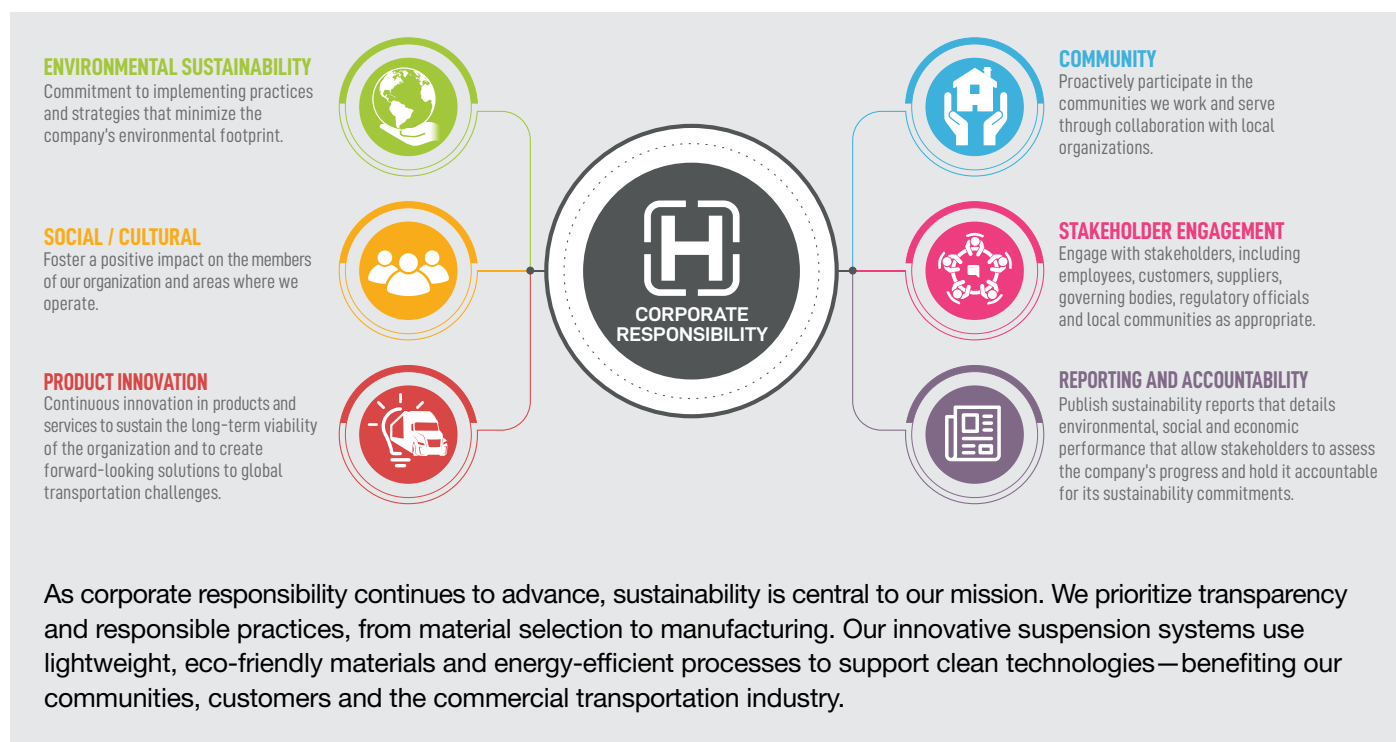 ENVIRONMENTAL SUSTAINABILITY
Commitment to implementing practices
and strategies that minimize the
company's environmental footprint.
SOCIAL / CULTURAL
Foster a positive impact on the members
of our organization and areas where we
operate.
PRODUCT INNOVATION
Continuous innovation in products and
services to sustain the long-term viability
of the organization and to create
forward-looking solutions to global
transportation challenges.
H
CORPORATE
RESPONSIBILITY
COMMUNITY
Proactively participate in the
communities we work and serve
through collaboration with local
organizations.
STAKEHOLDER ENGAGEMENT
Engage with stakeholders, including
employees, customers, suppliers,
governing bodies, regulatory officials
and local communities as appropriate.
REPORTING AND ACCOUNTABILITY
Publish sustainability reports that details
environmental, social and economic
performance that allow stakeholders to assess
the company's progress and hold it accountable
for its sustainability commitments.
As corporate responsibility continues to advance, sustainability is central to our mission. We prioritize transparency
and responsible practices, from material selection to manufacturing. Our innovative suspension systems use
lightweight, eco-friendly materials and energy-efficient processes to support clean technologies—benefiting our
communities, customers and the commercial transportation industry.